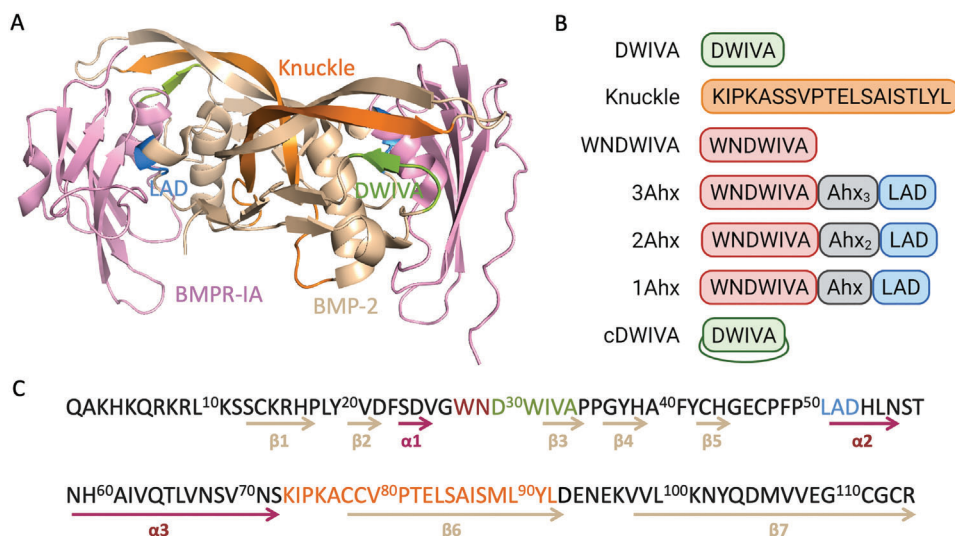 A
Knuckle
LAD
DWIVA
BMPR-IA
BMP-2
B
DWIVA DWIVA
Knuckle KIPKASSVPTELSAISTLYL
WNDWIVA WNDWIVA
3Ahx WNDWIVA Ahx₃ LAD
2Ahx WNDWIVA Ahx₂ LAD
1Ahx WNDWIVA Ahx LAD
cDWIVA DWIVA
C
QAKHKQRKRL¹⁰KSSCKRHPLY²⁰VDFSDVGWND³⁰WIVAPPGYHA⁴⁰FYCHGECPFP⁵⁰LADHLNST
β1 β2 α1 β3 β4 β5 α2
NH⁶⁰AIVQTLVNSV⁷⁰NSKIPKACCV⁸⁰PTELSAISML⁹⁰YLDENEKVVL¹⁰⁰KNYQDMVVEG¹¹⁰CGCR
α3 β6 β7